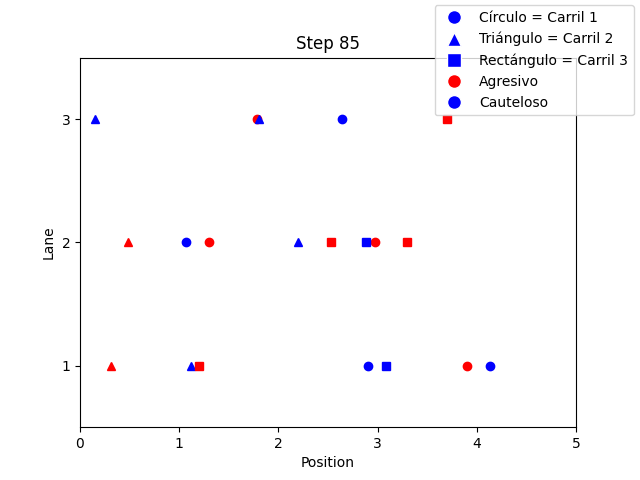 Step 85
Círculo = Carril 1
Triángulo = Carril 2
Rectángulo = Carril 3
Agresivo
Cauteloso
Lane
3
2
1
0 1 2 3 4 5
Position